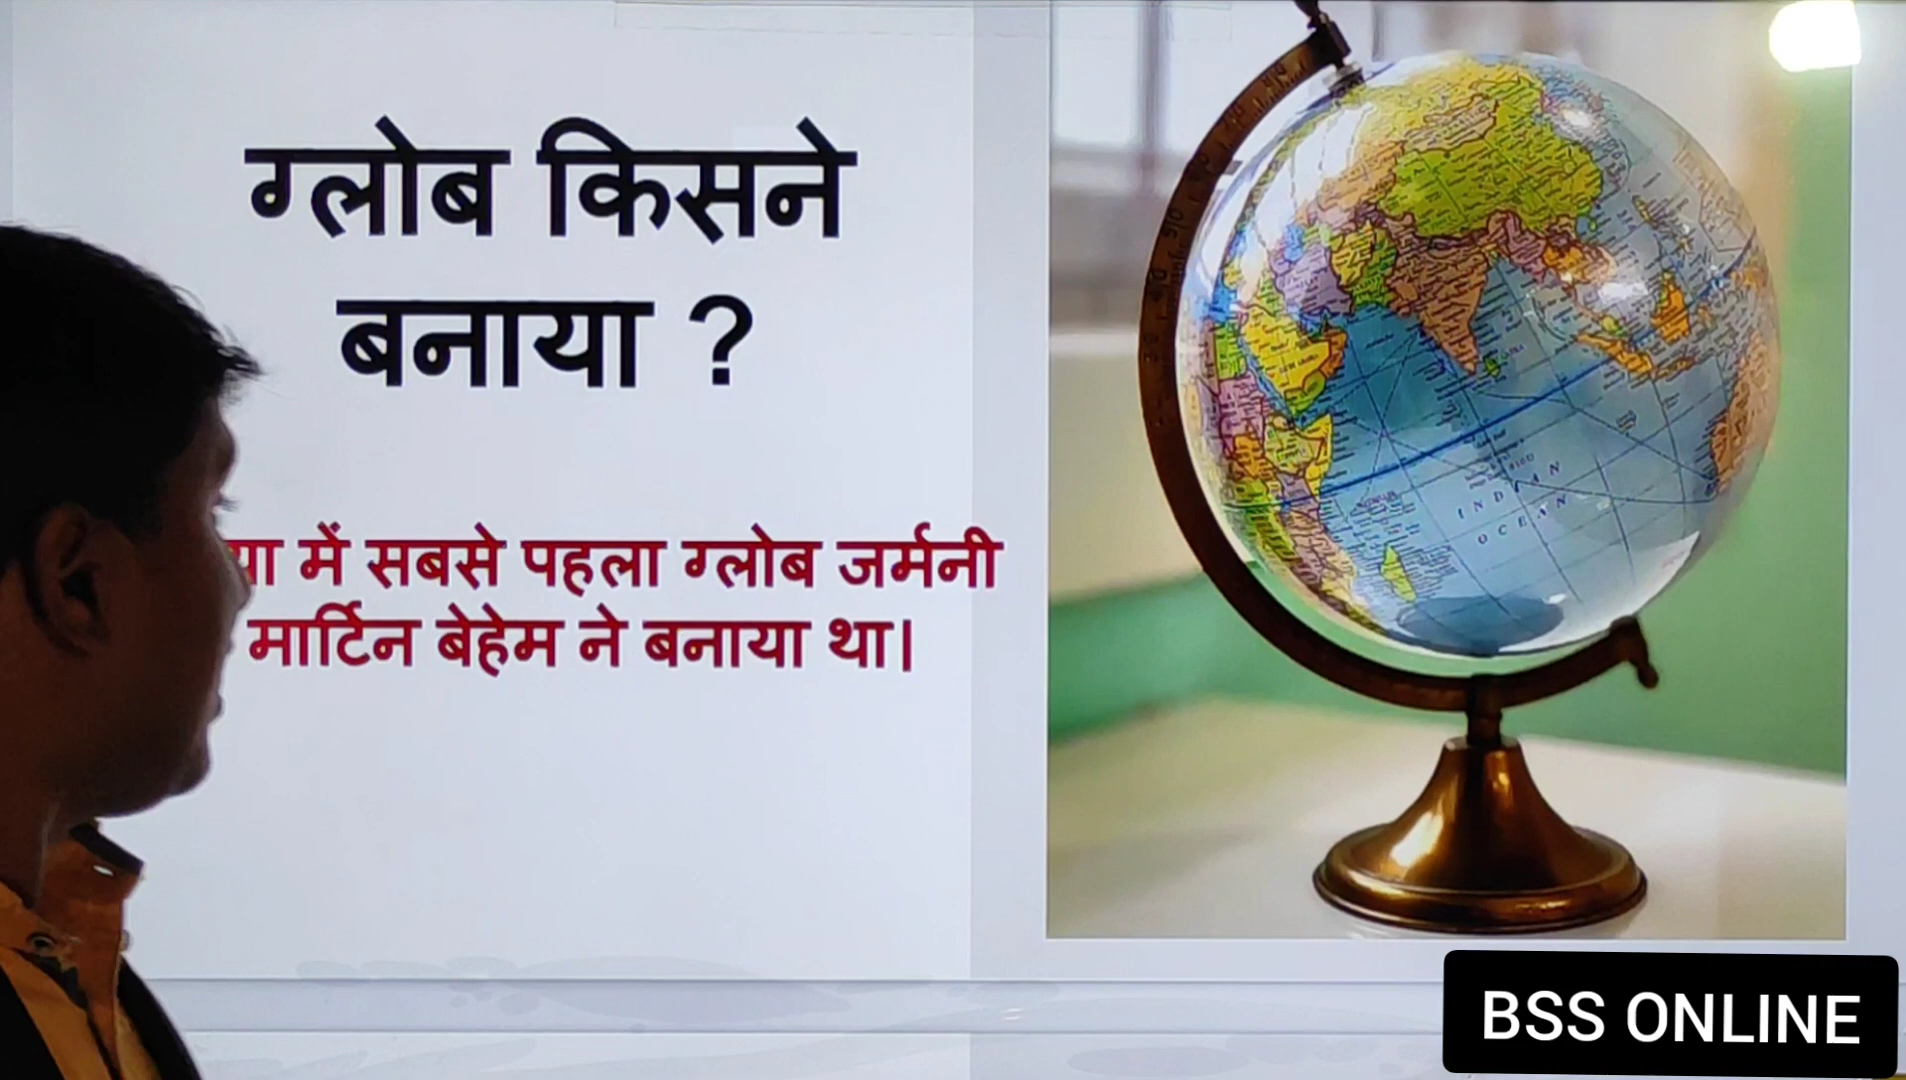 ग्लोब किसने
बनाया ?
में सबसे पहला ग्लोब जर्मनी
मार्टिन बेहेम ने बनाया था।
INDIAN
OCEAN
BSS ONLINE